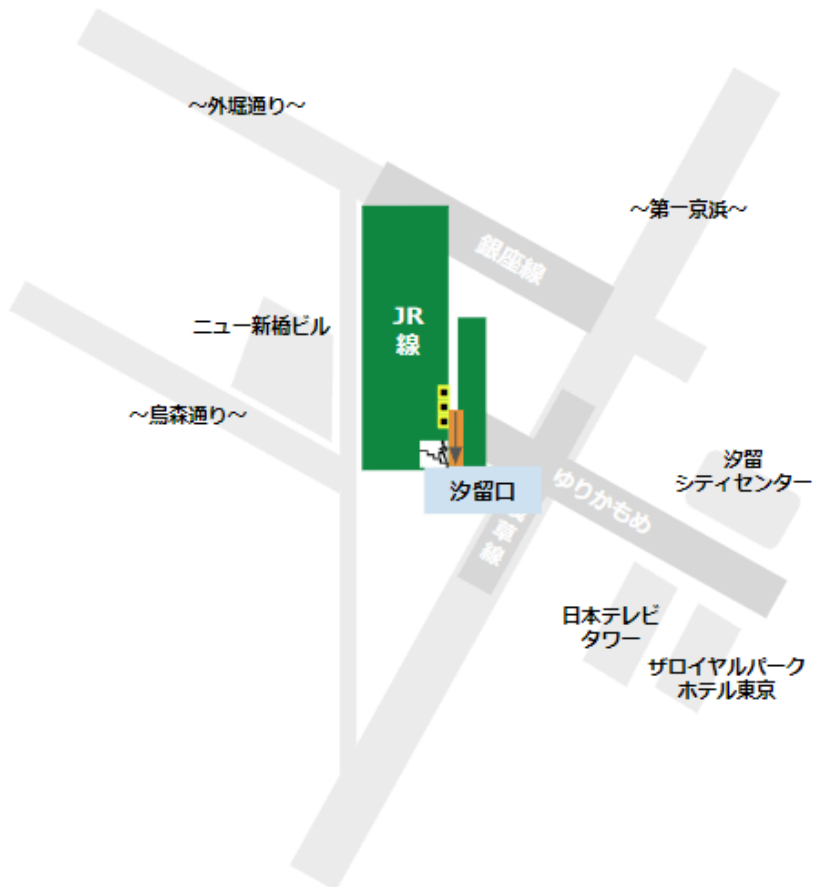 ～外堀通り～
～第一京浜～
銀座線
ニュー新橋ビル
JR
線
～烏森通り～
汐留
シティセンター
汐留口
ゆりかもめ
草線
日本テレビ
タワー
ザロイヤルパーク
ホテル東京